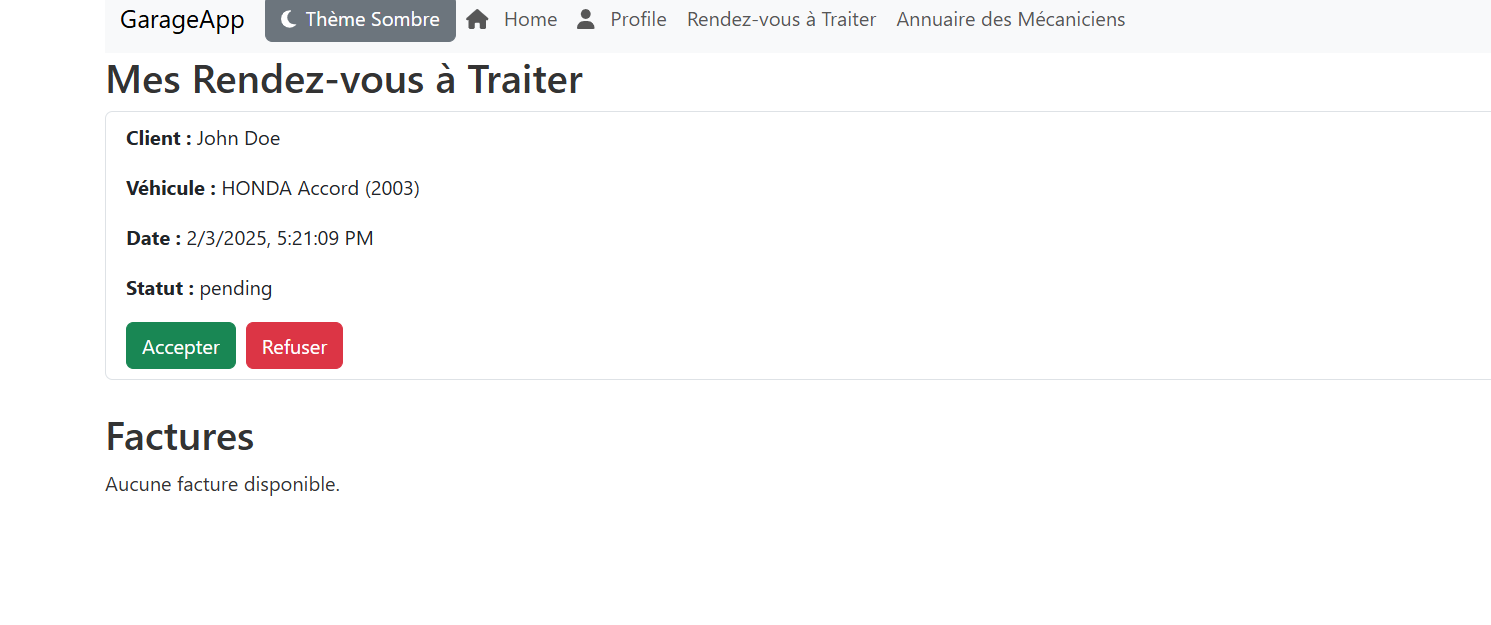 GarageApp Thème Sombre Home Profile Rendez-vous à Traiter Annuaire des Mécaniciens
Mes Rendez-vous à Traiter
Client : John Doe
Véhicule : HONDA Accord (2003)
Date : 2/3/2025, 5:21:09 PM
Statut : pending
Accepter Refuser
Factures
Aucune facture disponible.